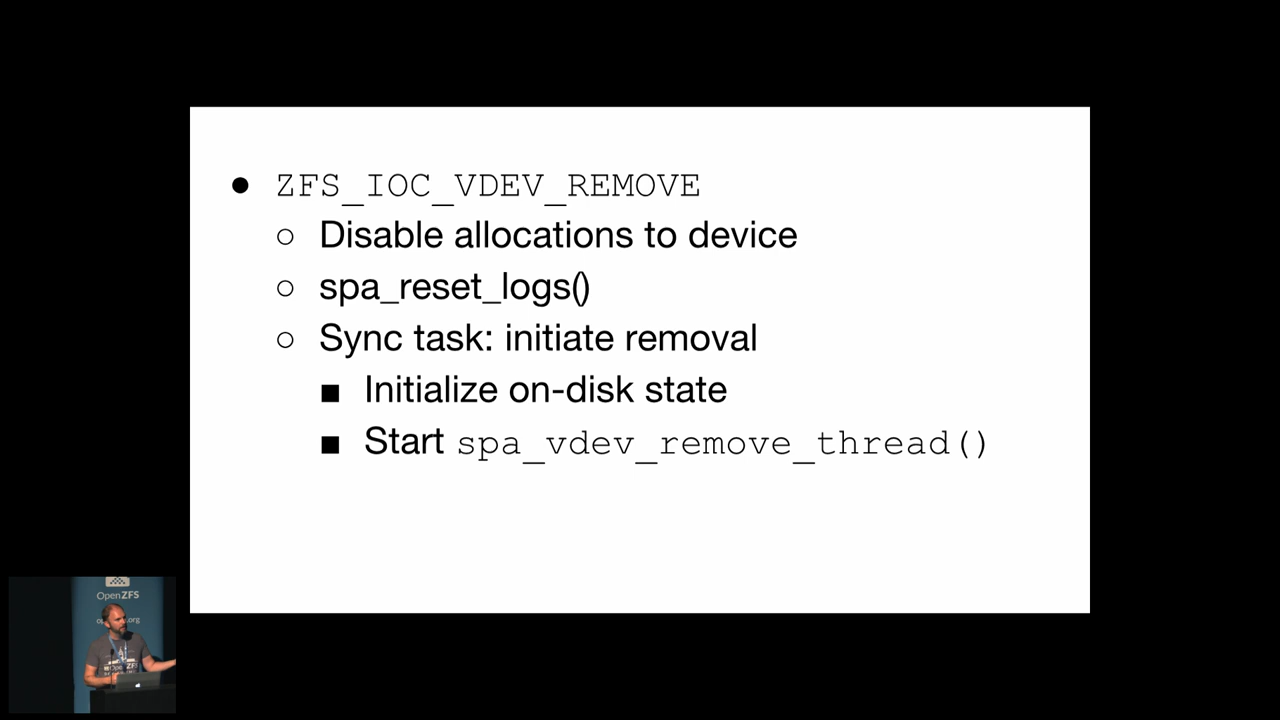 ● ZFS_IOC_VDEV_REMOVE
○ Disable allocations to device
○ spa_reset_logs()
○ Sync task: initiate removal
■ Initialize on-disk state
■ Start spa_vdev_remove_thread()
OpenZFS